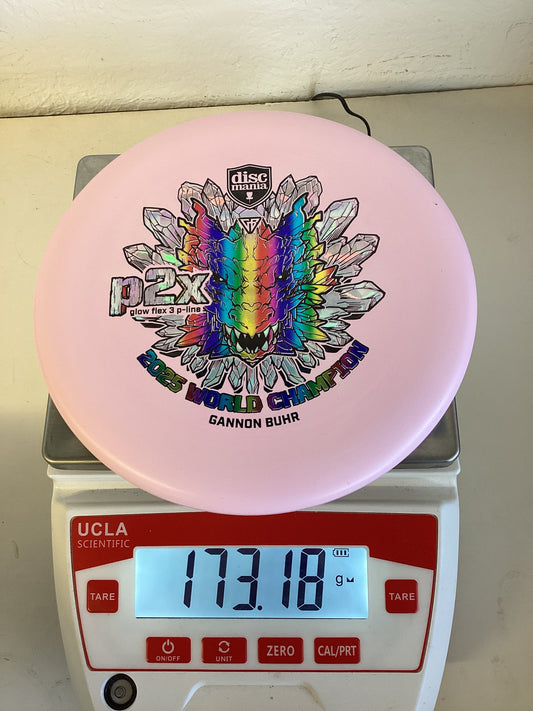 disc
mania
GB
p2x
glow flex 3 p-line
2025 WORLD CHAMPION
GANNON BUHR
UCLA
SCIENTIFIC
173.18 g
TARE
TARE
ON/OFF
UNIT
ZERO
CAL/PRT